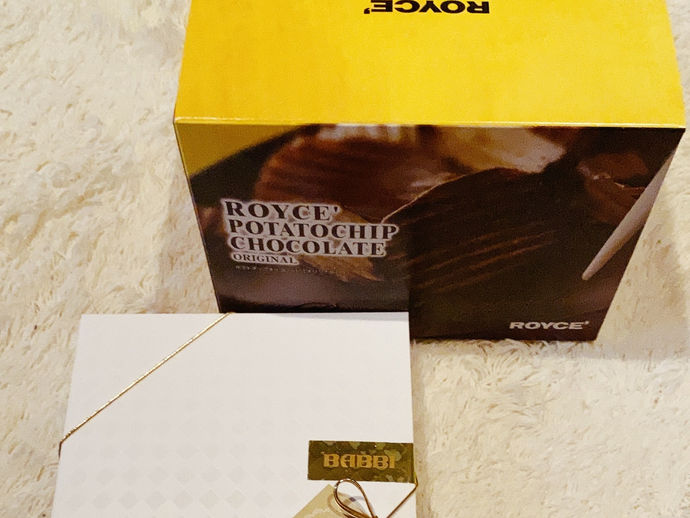 ROYCE'
ROYCE'
POTATOCHIP
CHOCOLATE
ORIGINAL
ROYCE'
BABBI